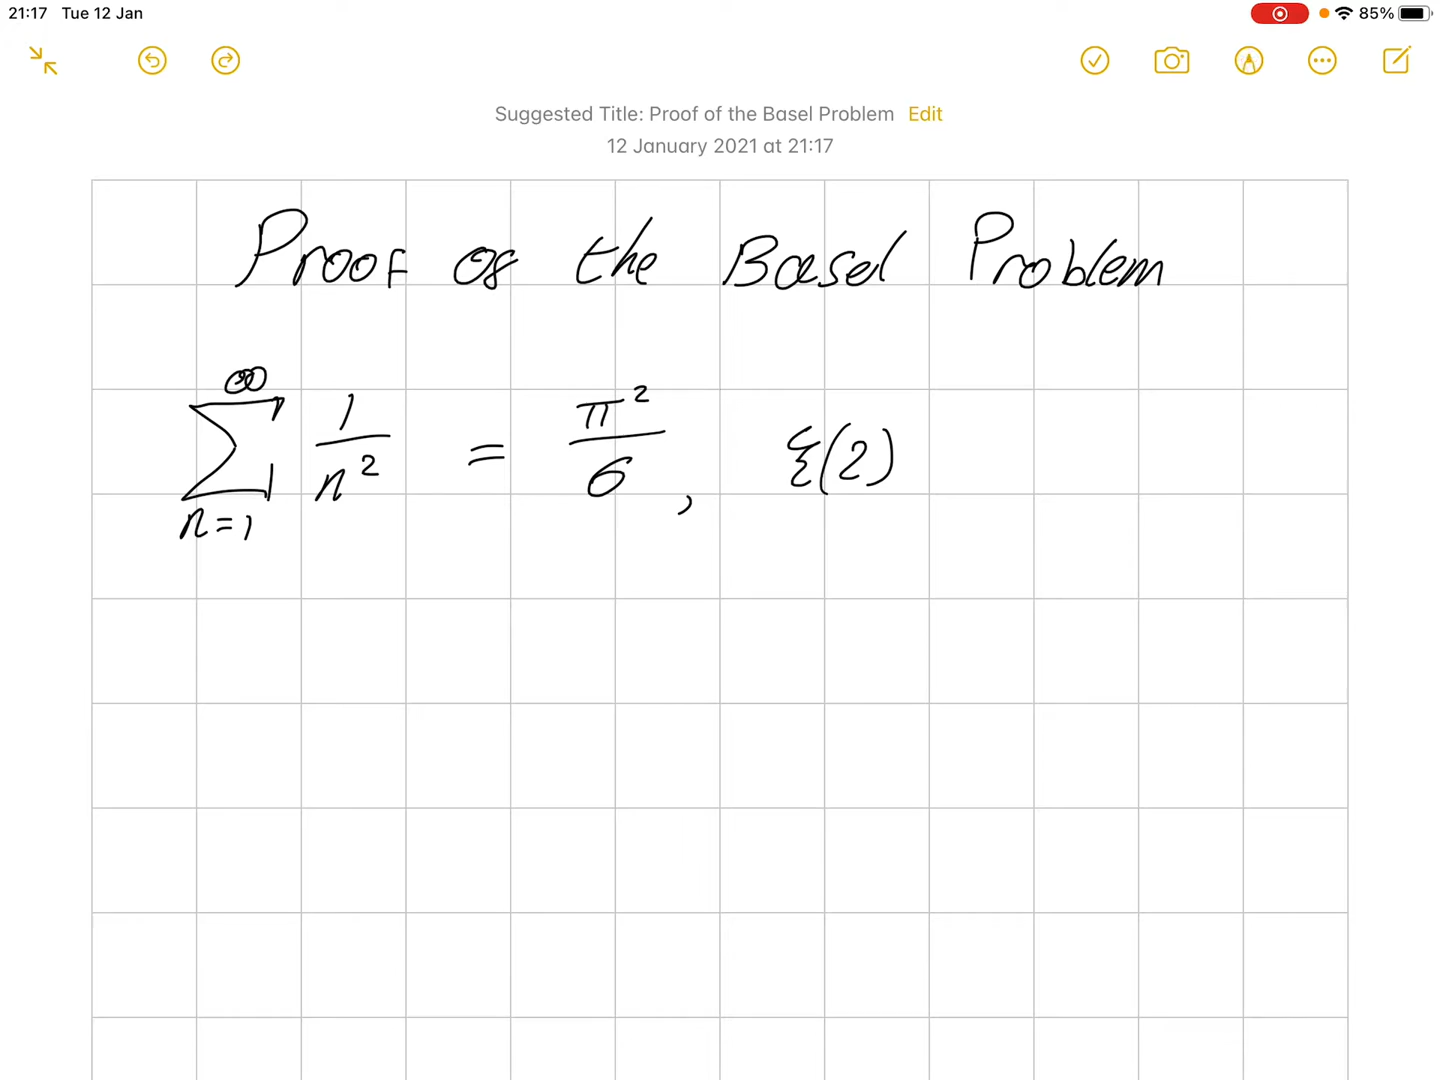 21:17 Tue 12 Jan 85%
Suggested Title: Proof of the Basel Problem Edit
12 January 2021 at 21:17
Proof of the Basel Problem
∞
∑ 1/n² = π²/6 , ξ(2)
n=1